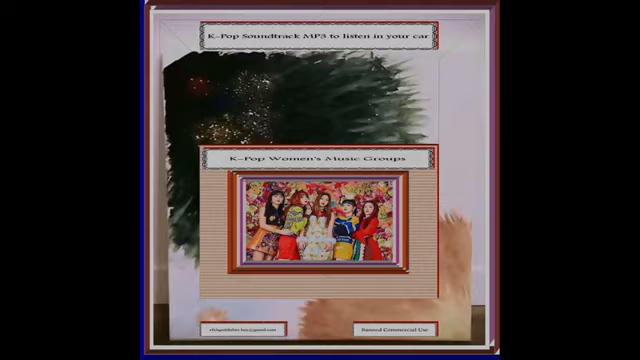 K-Pop Soundtrack MP3 to listen in your car
K-Pop Women's Music Groups
Banned Commercial Use